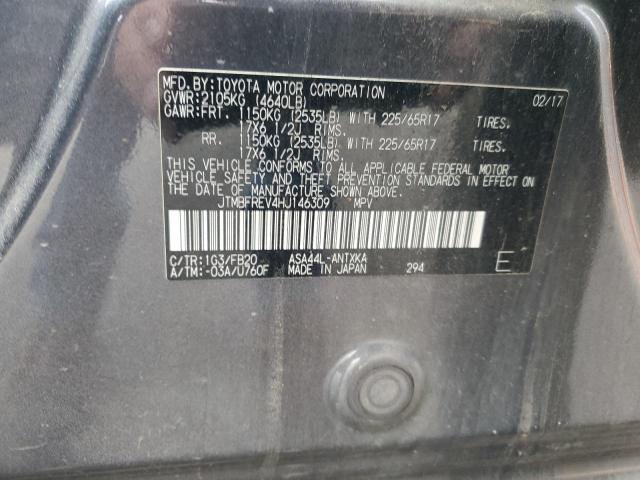 MFD. BY: TOYOTA MOTOR CORPORATION 02/17
GVWR: 2105KG (4640LB)
GAWR: FRT. 1150KG (2535LB) WITH 225/65R17 TIRES.
17X6 1/2J RIMS.
RR. 1150KG (2535LB) WITH 225/65R17 TIRES.
17X6 1/2J RIMS.
THIS VEHICLE CONFORMS TO ALL APPLICABLE FEDERAL MOTOR
VEHICLE SAFETY AND THEFT PREVENTION STANDARDS IN EFFECT ON
THE DATE OF MANUFACTURE SHOWN ABOVE.
JTMBFREV4HJ146309 MPV
C/TR: 1G3/FB20 ASA44L-ANTXKA
A/TM: -03A/U760F MADE IN JAPAN 294 E